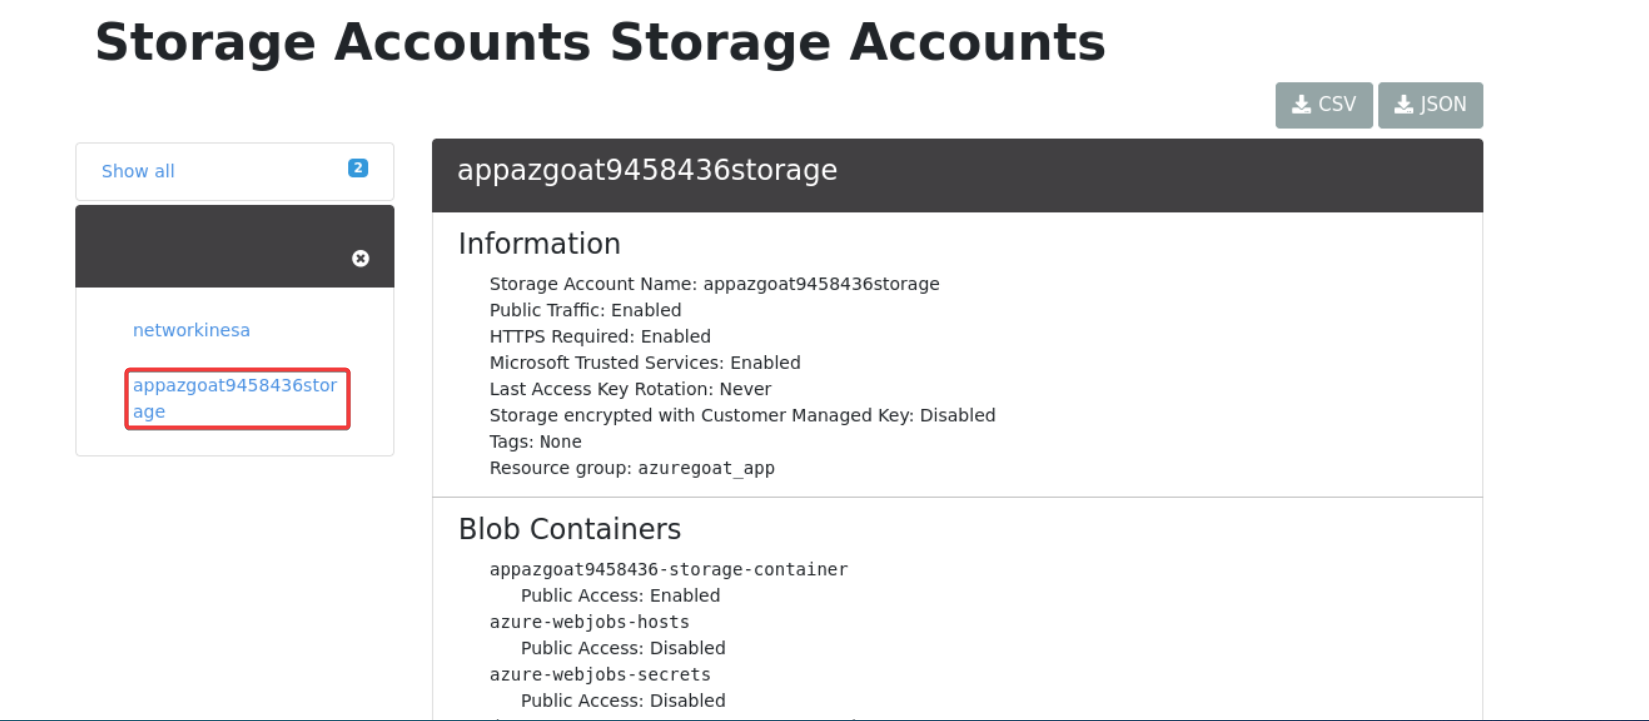 Storage Accounts Storage Accounts
CSV
JSON
Show all
2
networkinesa
appazgoat9458436stor
age
appazgoat9458436storage
Information
Storage Account Name: appazgoat9458436storage
Public Traffic: Enabled
HTTPS Required: Enabled
Microsoft Trusted Services: Enabled
Last Access Key Rotation: Never
Storage encrypted with Customer Managed Key: Disabled
Tags: None
Resource group: azuregoat_app
Blob Containers
appazgoat9458436-storage-container
Public Access: Enabled
azure-webjobs-hosts
Public Access: Disabled
azure-webjobs-secrets
Public Access: Disabled